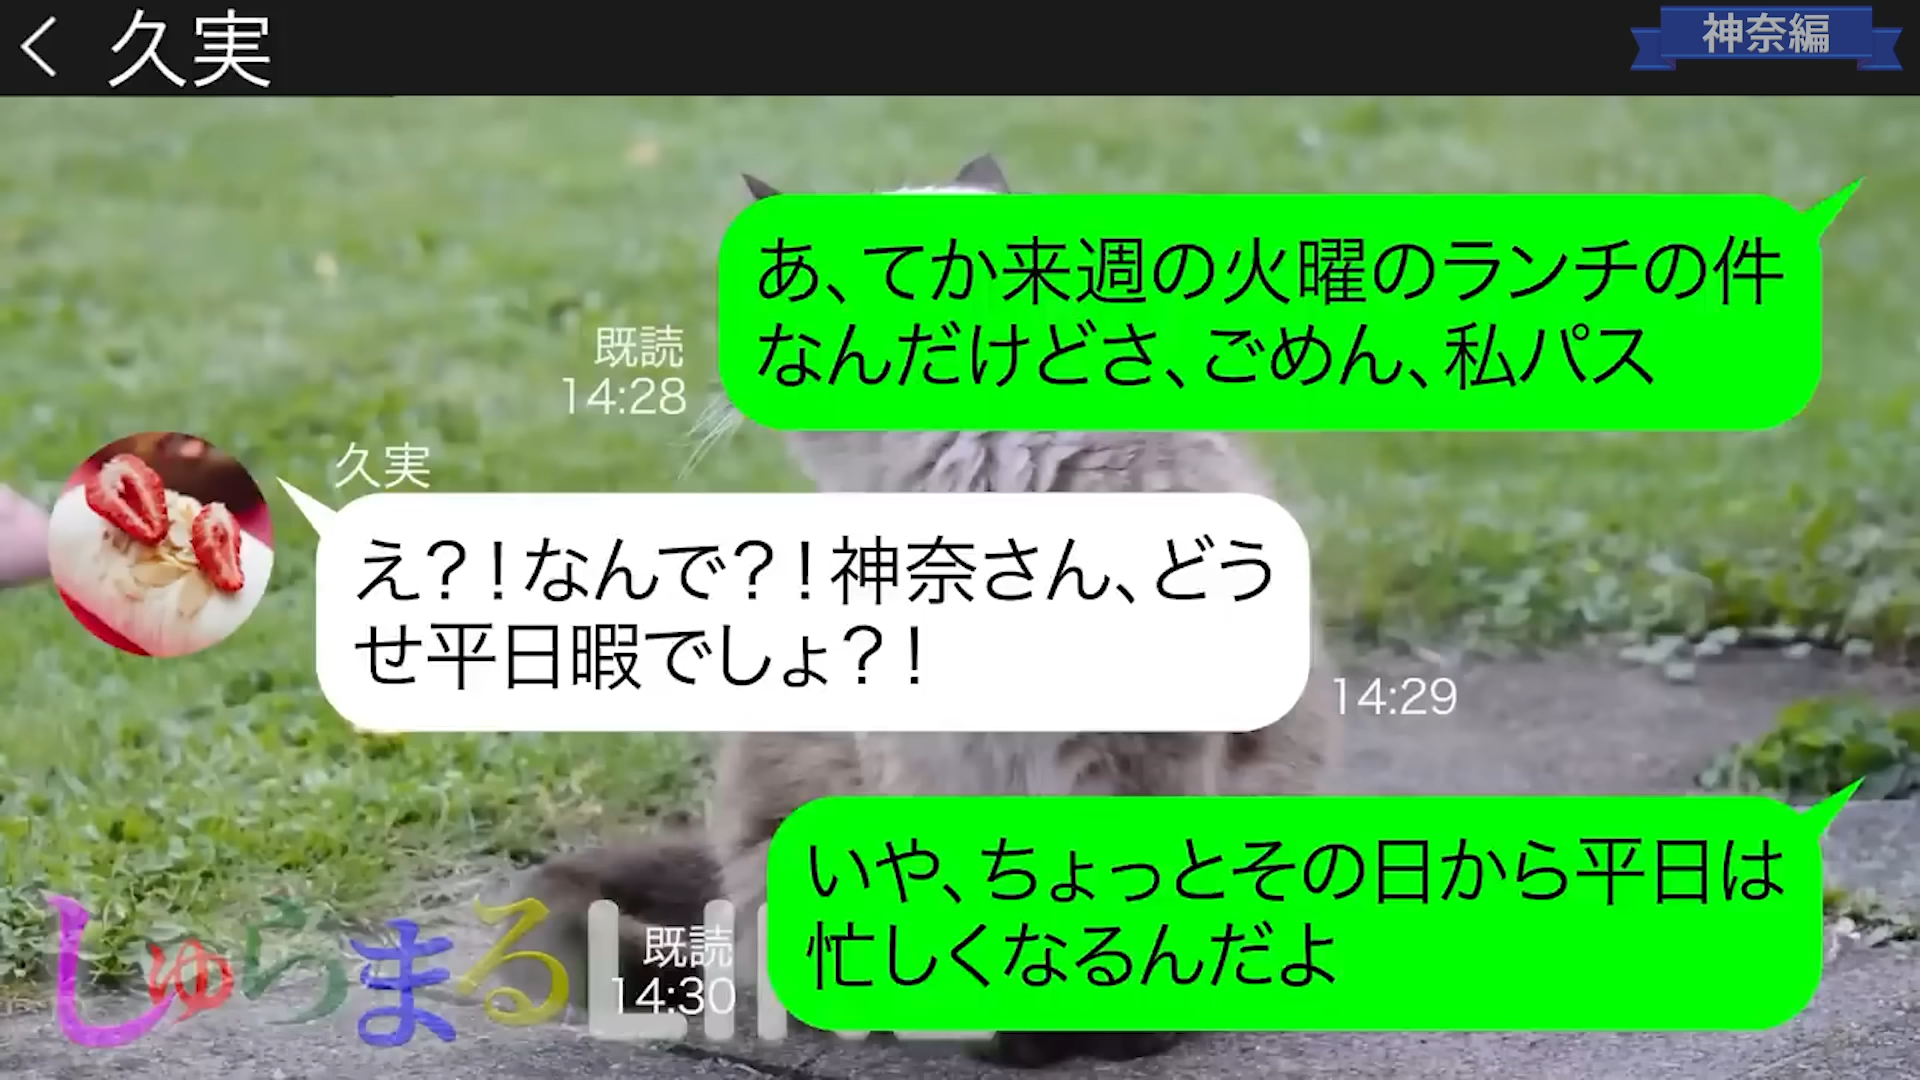 久実
神奈編
あ、てか来週の火曜のランチの件
なんだけどさ、ごめん、私パス
既読
14:28
久実
え?!なんで?!神奈さん、どう
せ平日暇でしょ?!
14:29
いや、ちょっとその日から平日は
忙しくなるんだよ
既読
14:30
しゅらまるLINE